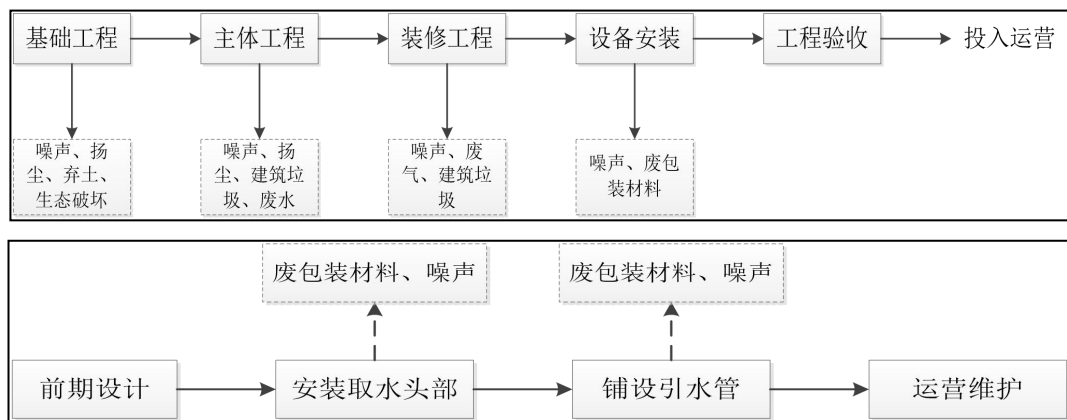 基础工程
主体工程
装修工程
设备安装
工程验收
投入运营
噪声、扬
尘、弃土、
生态破坏
噪声、扬
尘、建筑垃
圾、废水
噪声、废
气、建筑垃
圾
噪声、废包
装材料
废包装材料、噪声
废包装材料、噪声
前期设计
安装取水头部
铺设引水管
运营维护